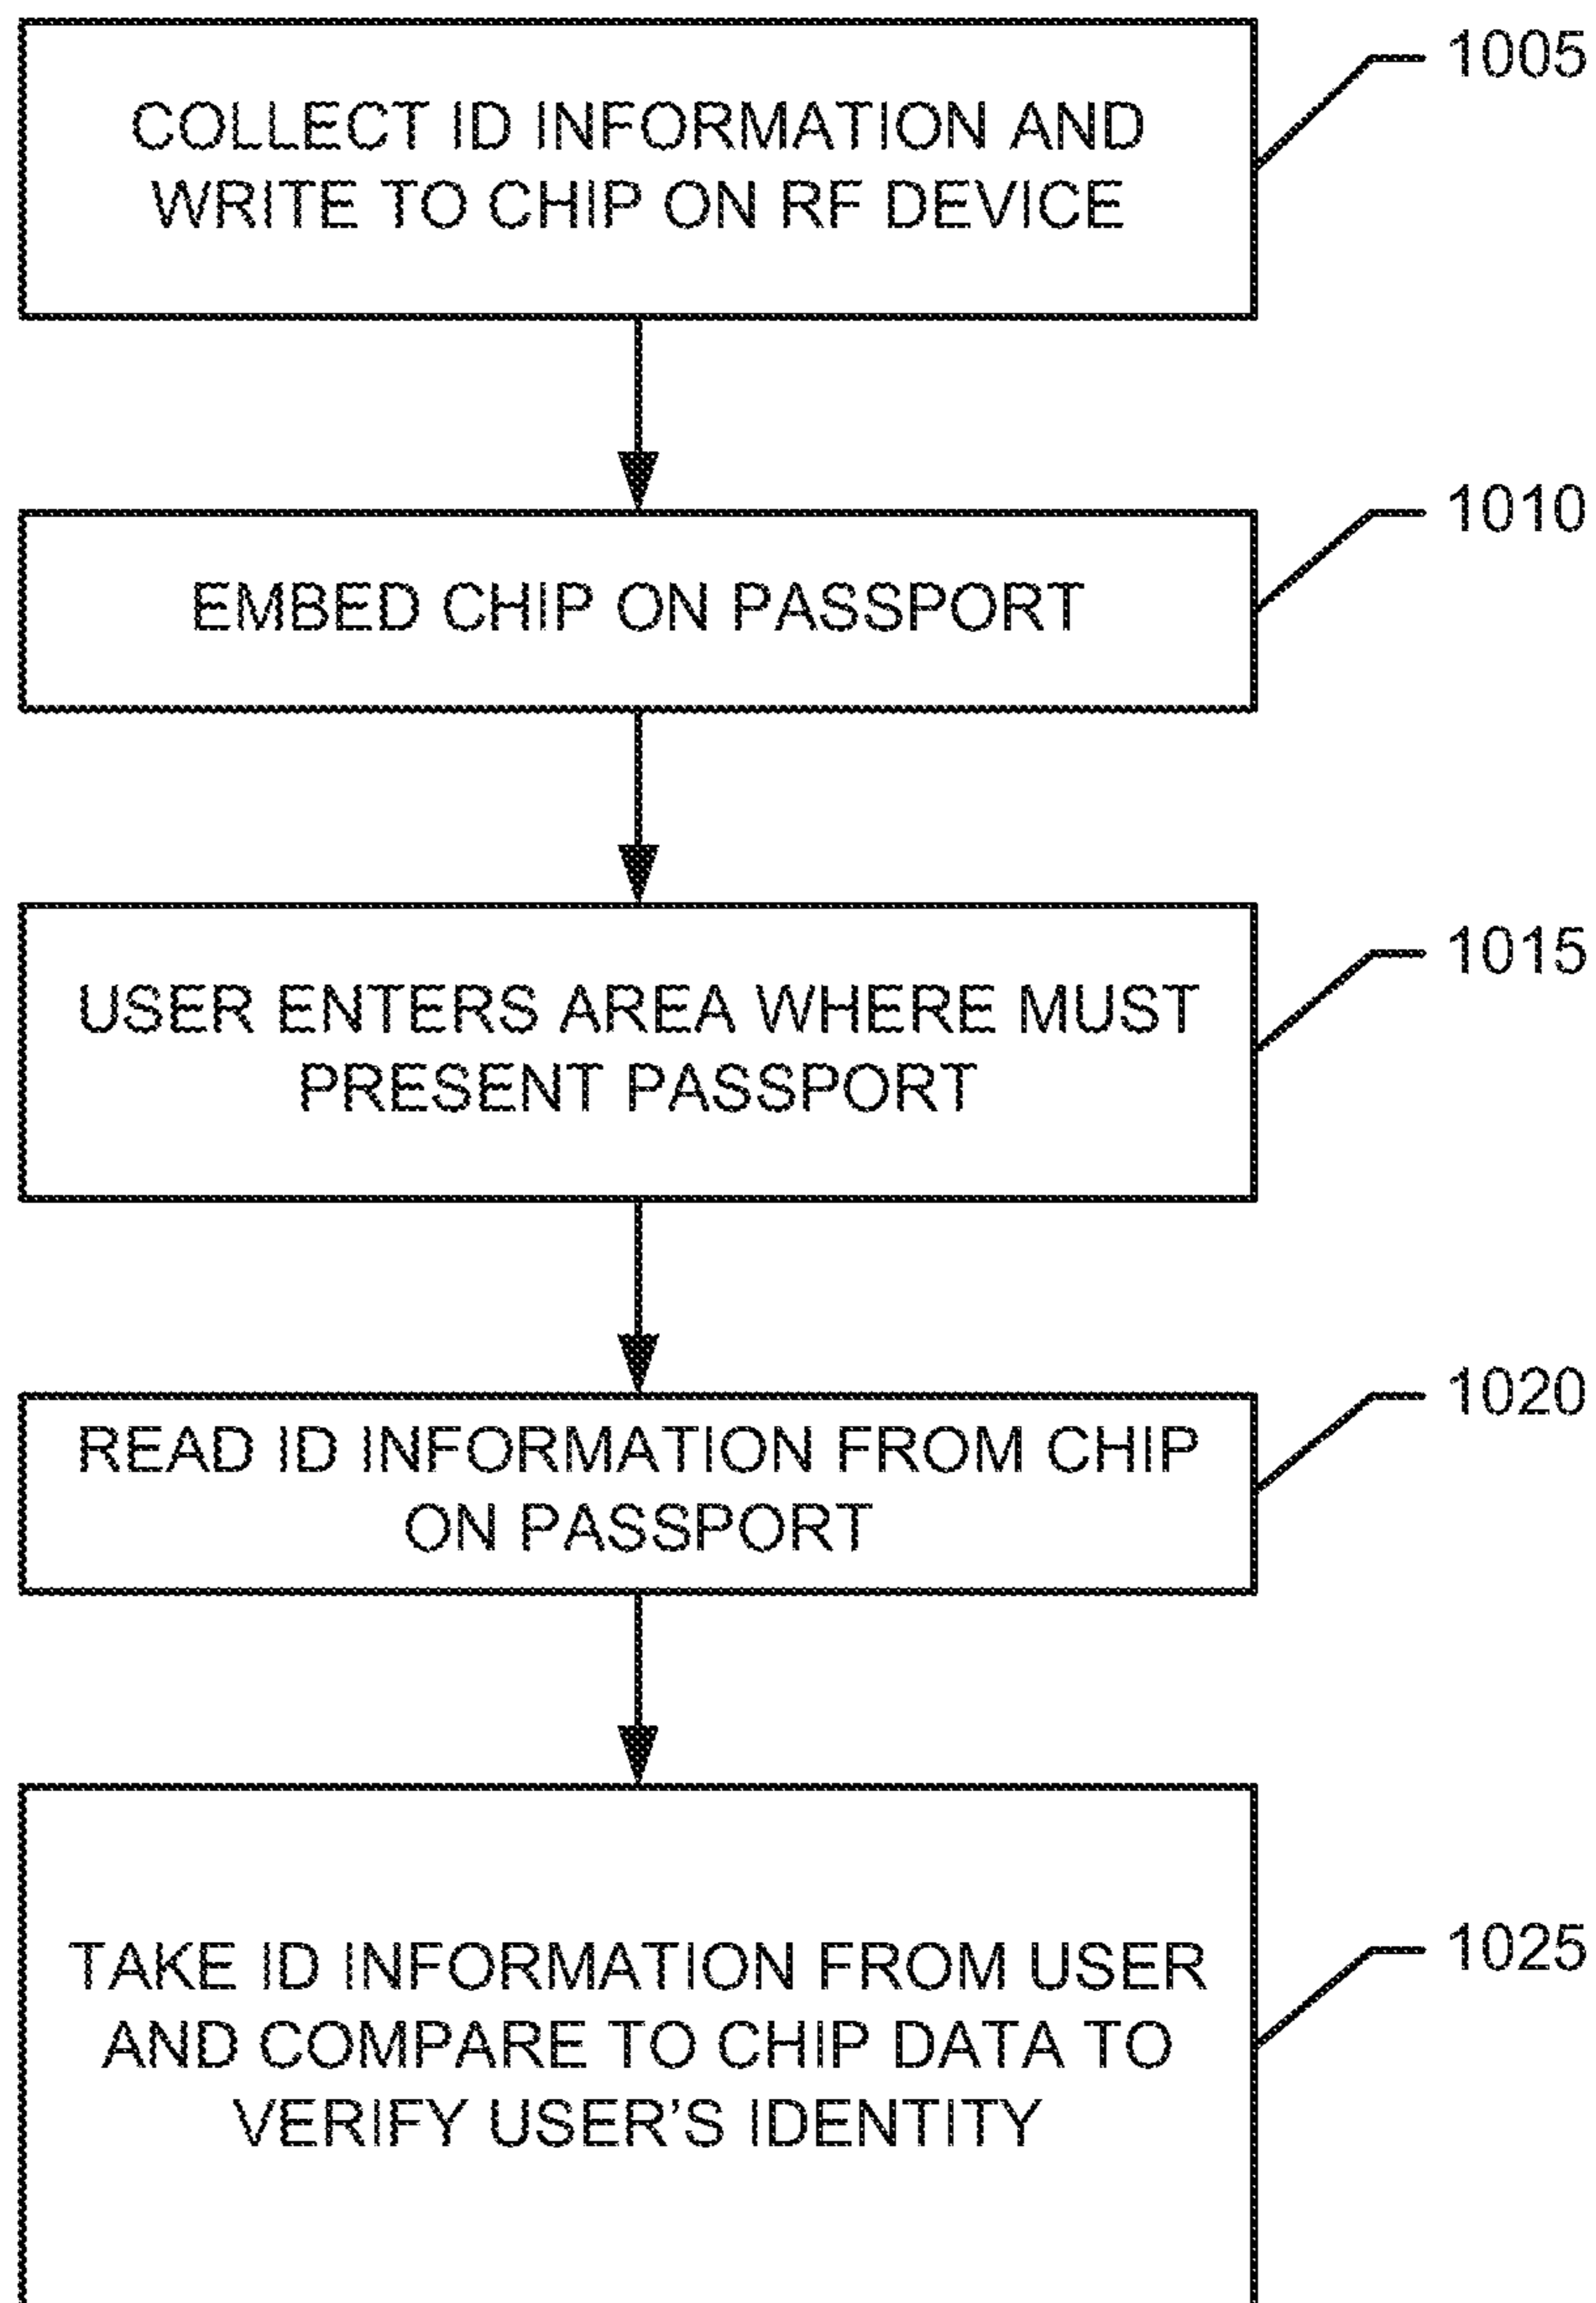 1005
COLLECT ID INFORMATION AND
WRITE TO CHIP ON RF DEVICE
1010
EMBED CHIP ON PASSPORT
1015
USER ENTERS AREA WHERE MUST
PRESENT PASSPORT
1020
READ ID INFORMATION FROM CHIP
ON PASSPORT
1025
TAKE ID INFORMATION FROM USER
AND COMPARE TO CHIP DATA TO
VERIFY USER'S IDENTITY